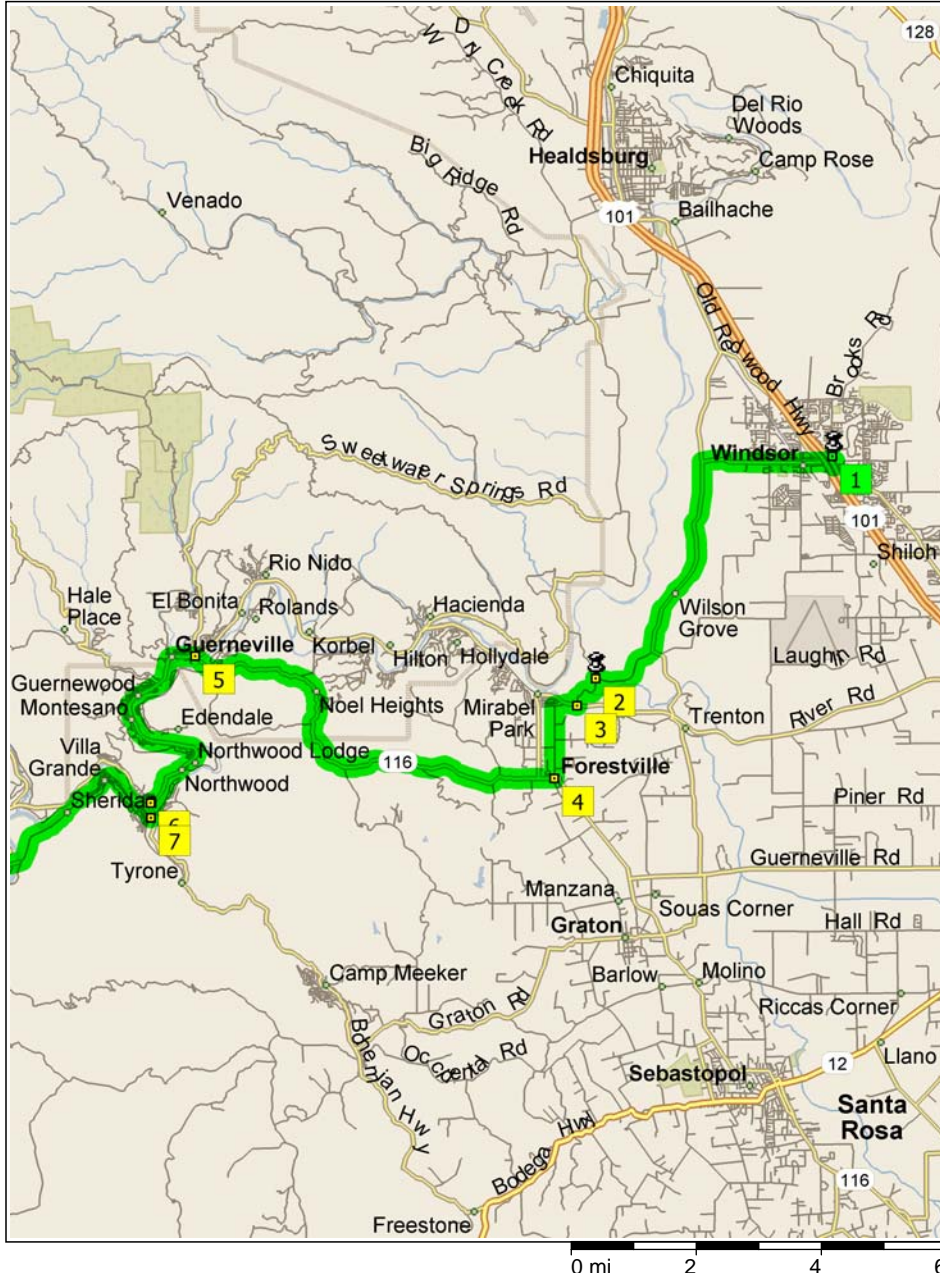 128
W Dry Creek Rd
Chiquita
Del Rio
Woods
Big Ridge Rd
Healdsburg
Camp Rose
Venado
101
Bailhache
Old Redwood Hwy
Brooks Rd
Windsor
1
Sweetwater Springs Rd
101
Shiloh
Rio Nido
Hale
Place
El Bonita
Rolands
Hacienda
Wilson
Grove
Guerneville
Korbel
Hilton
Hollydale
Laughlin Rd
5
Guernewood
Montesano
Noel Heights
Mirabel
Park
2
3
Trenton
River Rd
Edendale
Villa
Grande
Northwood Lodge
116
Forestville
Northwood
4
Sheridan
6
7
Piner Rd
Tyrone
Guerneville Rd
Manzana
Souas Corner
Graton
Hall Rd
Camp Meeker
Barlow
Molino
Graton Rd
Riccas Corner
Bohemian Hwy
Occidental Rd
12
Llano
Sebastopol
Santa
Rosa
Bodega Hwy
116
Freestone
0 mi 2 4 6